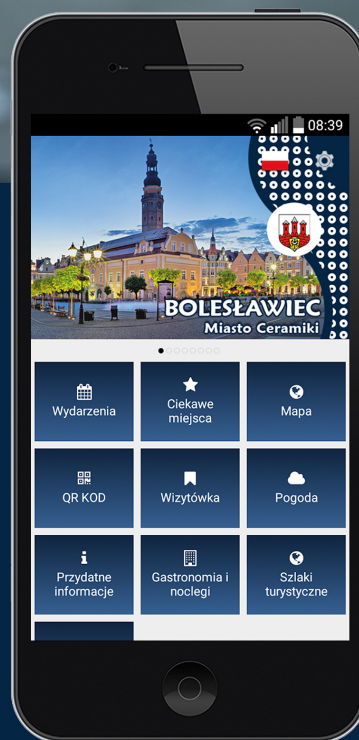 08:39
BOLESŁAWIEC
Miasto Ceramiki
Wydarzenia
Ciekawe
miejsca
Mapa
QR KOD
Wizytówka
Pogoda
Przydatne
informacje
Gastronomia i
noclegi
Szlaki
turystyczne